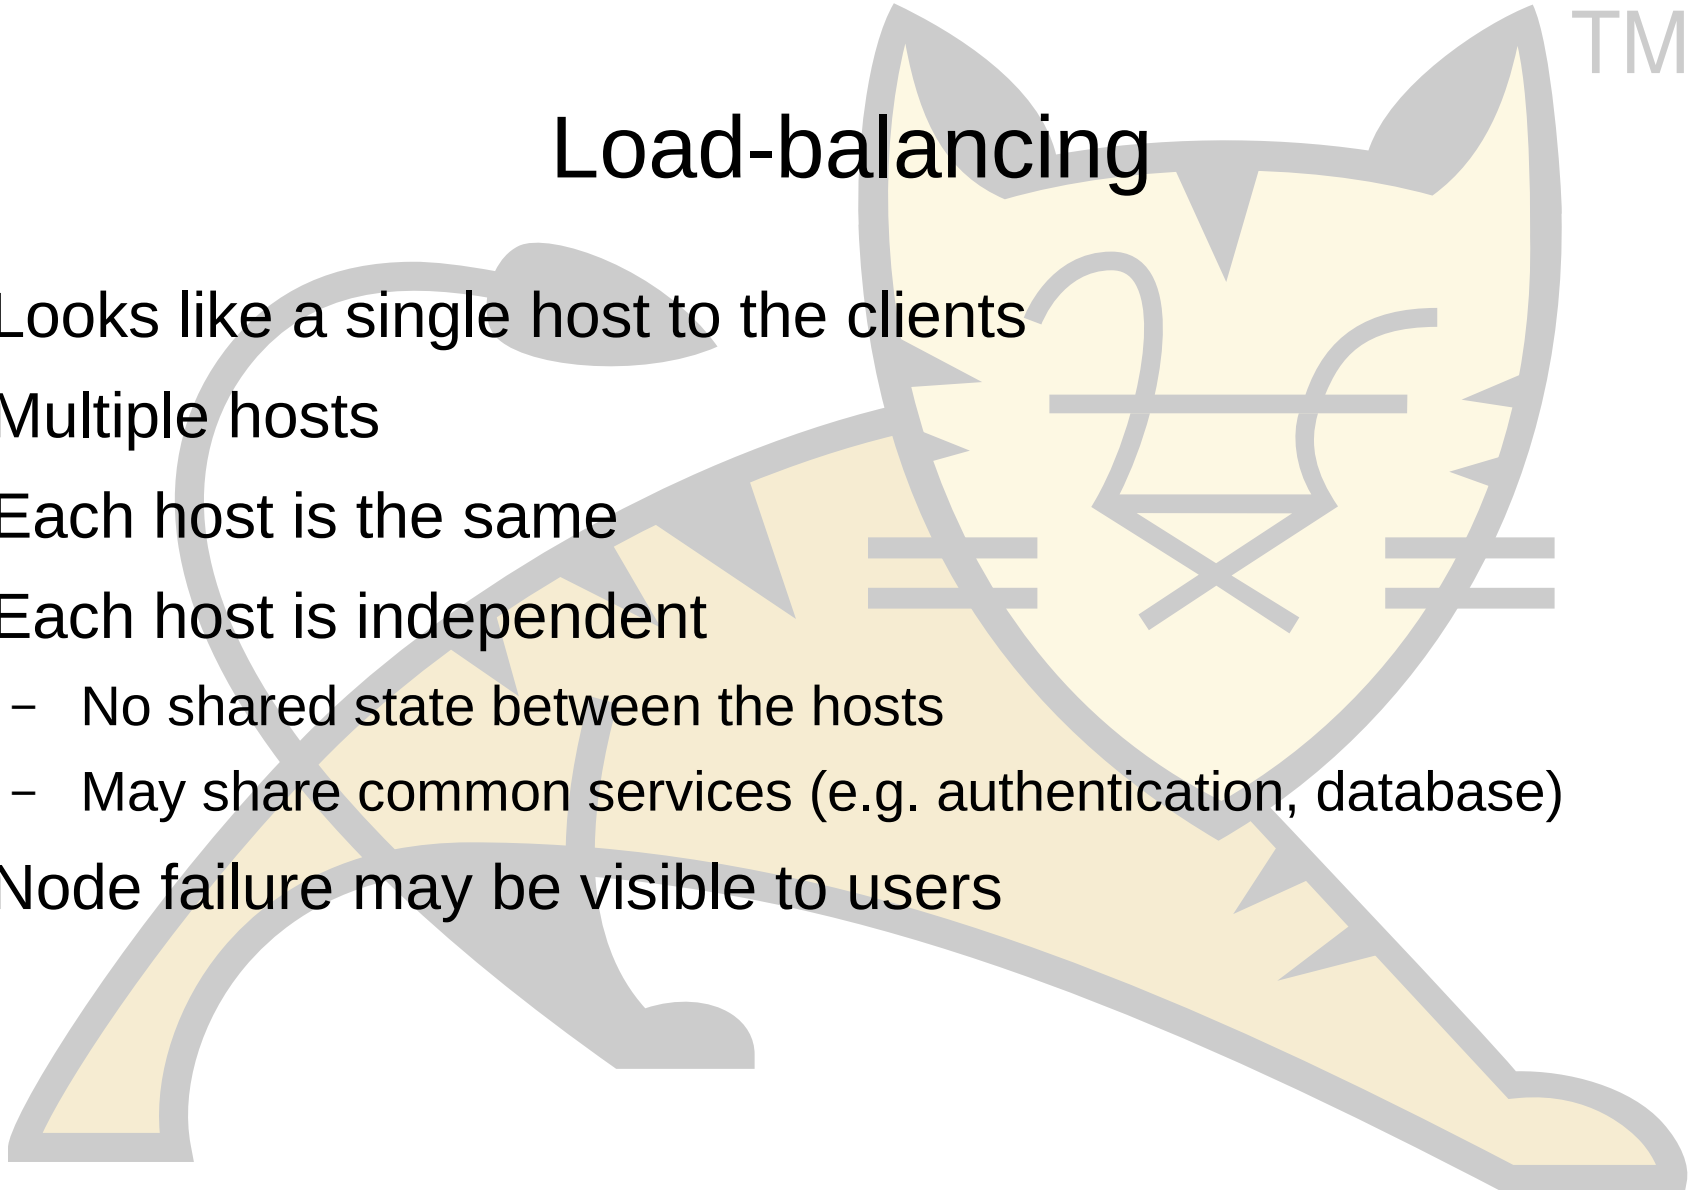 TM
Load-balancing
Looks like a single host to the clients
Multiple hosts
Each host is the same
Each host is independent
– No shared state between the hosts
– May share common services (e.g. authentication, database)
Node failure may be visible to users